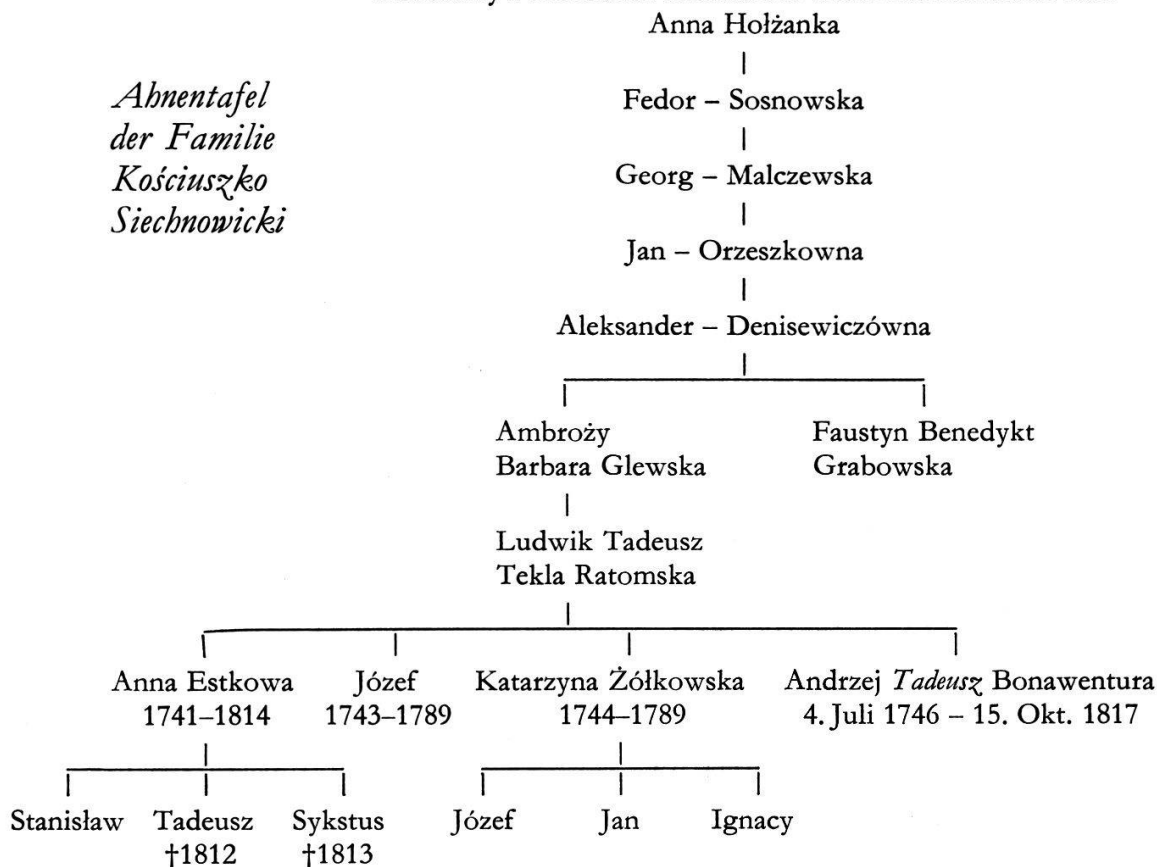 Anna Hołżanka
Ahnentafel
der Familie
Kościuszko
Siechnowicki
Fedor – Sosnowska
Georg – Malczewska
Jan – Orzeszkowna
Aleksander – Denisewiczówna
Ambroży
Barbara Glewska
Faustyn Benedykt
Grabowska
Ludwik Tadeusz
Tekla Ratomska
Anna Estkowa
1741–1814
Józef
1743–1789
Katarzyna Żółkowska
1744–1789
Andrzej Tadeusz Bonawentura
4. Juli 1746 – 15. Okt. 1817
Stanisław
Tadeusz
†1812
Sykstus
†1813
Józef
Jan
Ignacy